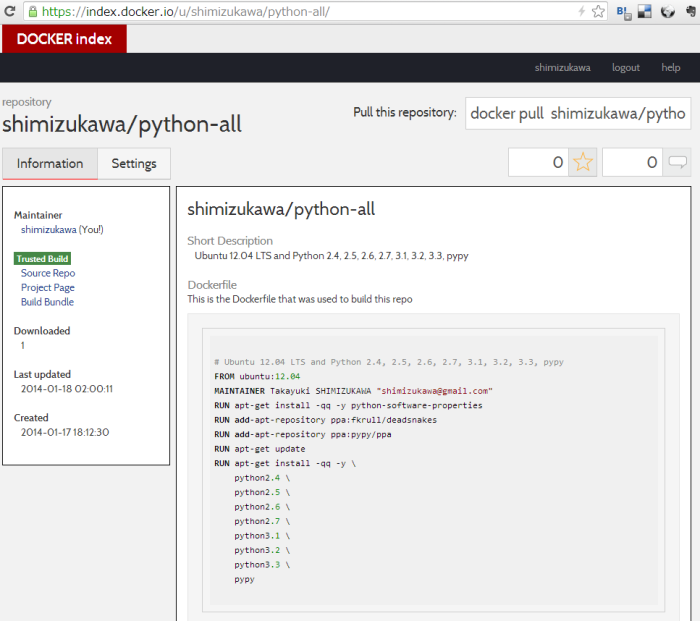 https://index.docker.io/u/shimizukawa/python-all/
B!
DOCKER index
shimizukawa logout help
repository
shimizukawa/python-all
Pull this repository: docker pull shimizukawa/pytho
Information Settings
0 0
Maintainer
shimizukawa (You!)
Trusted Build
Source Repo
Project Page
Build Bundle
Downloaded
1
Last updated
2014-01-18 02:00:11
Created
2014-01-17 18:12:30
shimizukawa/python-all
Short Description
Ubuntu 12.04 LTS and Python 2.4, 2.5, 2.6, 2.7, 3.1, 3.2, 3.3, pypy
Dockerfile
This is the Dockerfile that was used to build this repo
# Ubuntu 12.04 LTS and Python 2.4, 2.5, 2.6, 2.7, 3.1, 3.2, 3.3, pypy
FROM ubuntu:12.04
MAINTAINER Takayuki SHIMIZUKAWA "shimizukawa@gmail.com"
RUN apt-get install -qq -y python-software-properties
RUN add-apt-repository ppa:fkrull/deadsnakes
RUN add-apt-repository ppa:pypy/ppa
RUN apt-get update
RUN apt-get install -qq -y \
python2.4 \
python2.5 \
python2.6 \
python2.7 \
python3.1 \
python3.2 \
python3.3 \
pypy